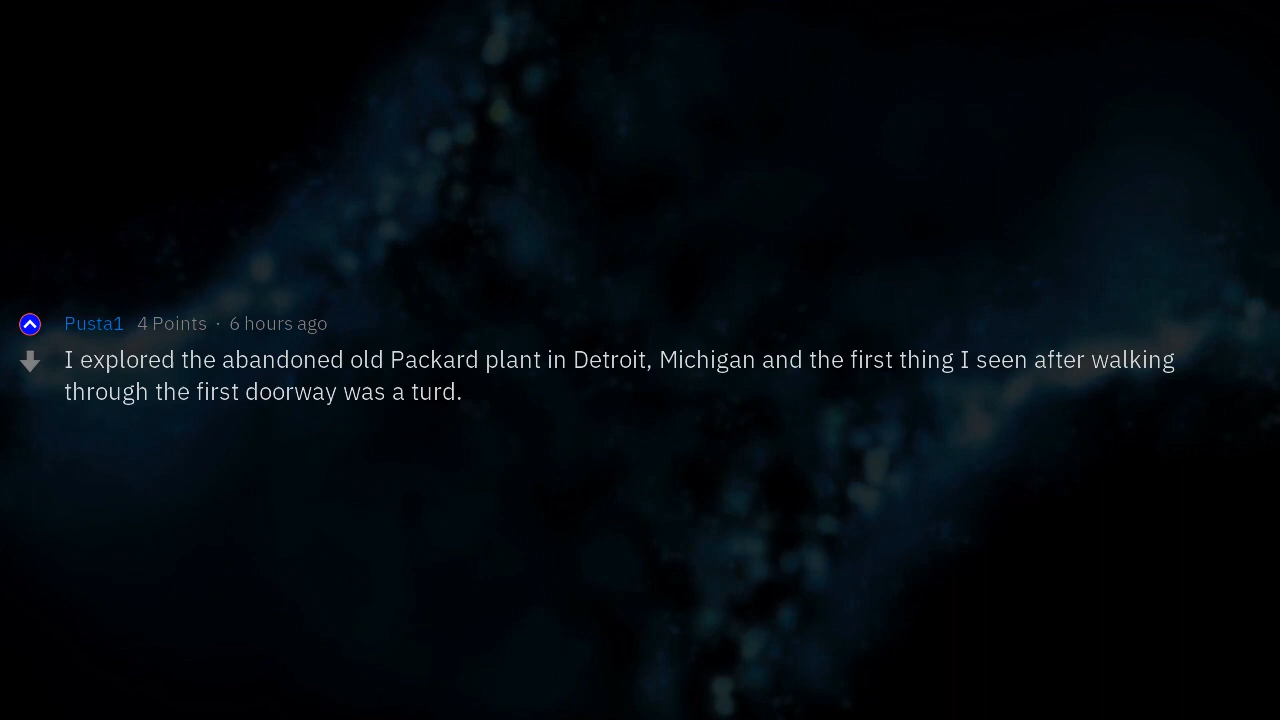 Pusta1 4 Points · 6 hours ago
I explored the abandoned old Packard plant in Detroit, Michigan and the first thing I seen after walking
through the first doorway was a turd.